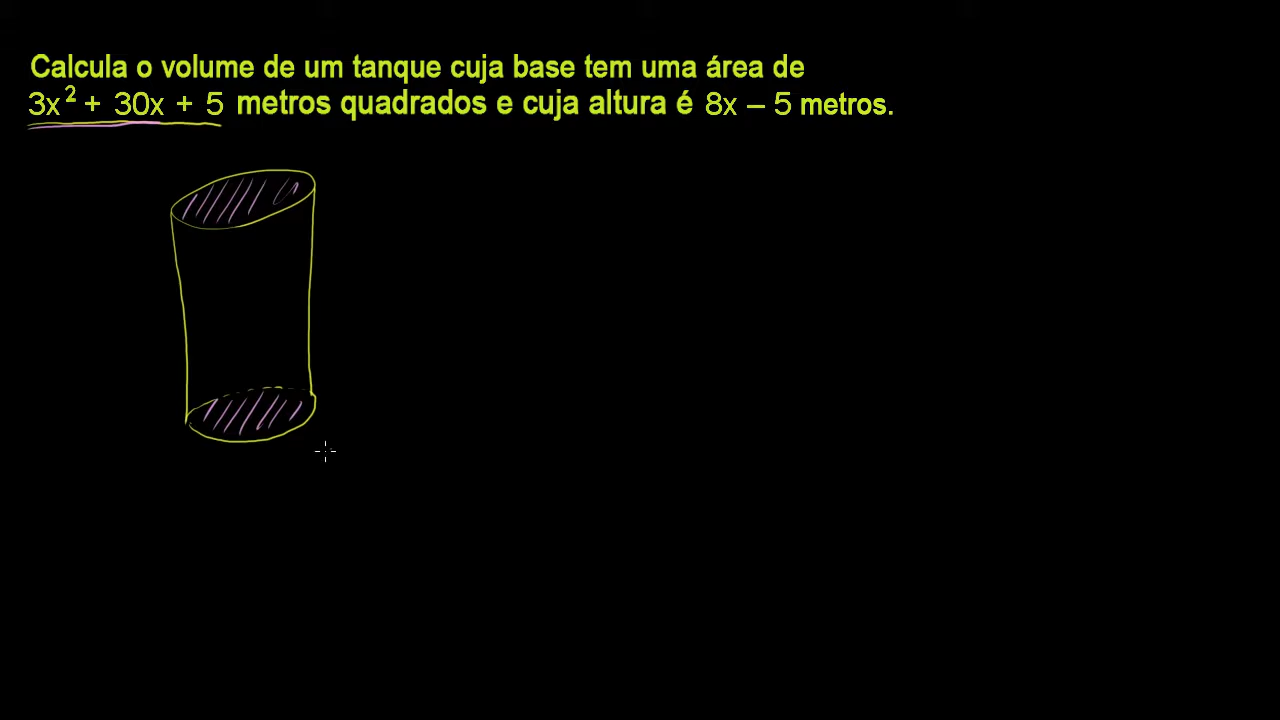 Calcula o volume de um tanque cuja base tem uma área de
3x² + 30x + 5 metros quadrados e cuja altura é 8x – 5 metros.